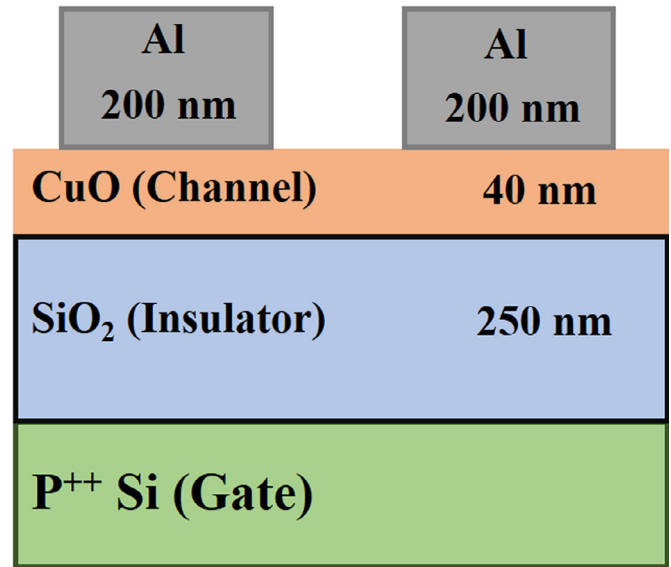 Al
200 nm
Al
200 nm
CuO (Channel) 40 nm
SiO₂ (Insulator) 250 nm
P⁺⁺ Si (Gate)